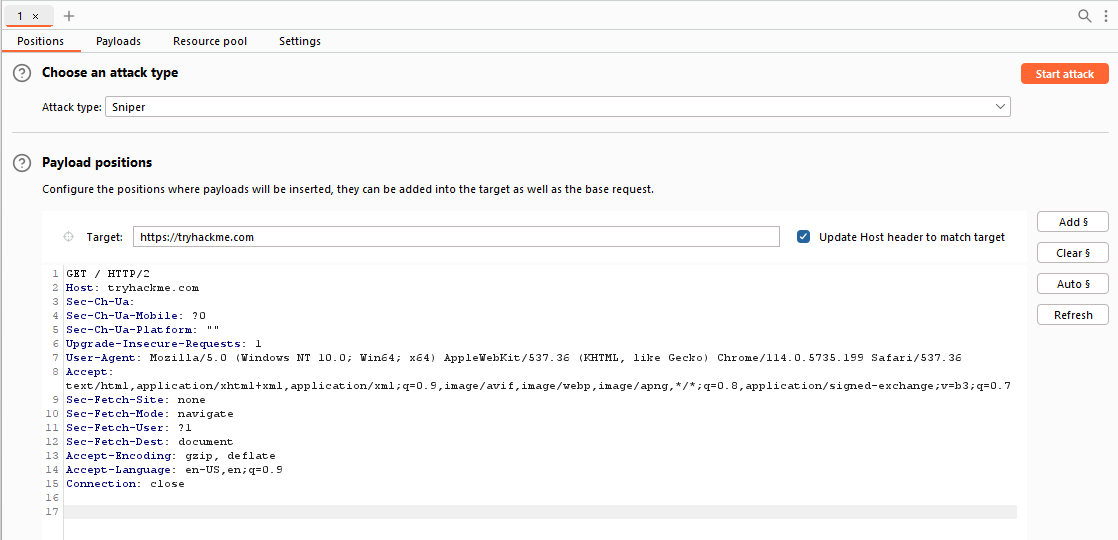 1 ×
+
Positions Payloads Resource pool Settings
? Choose an attack type
Start attack
Attack type: Sniper
? Payload positions
Configure the positions where payloads will be inserted, they can be added into the target as well as the base request.
Target: https://tryhackme.com
Update Host header to match target
Add §
Clear §
Auto §
Refresh
1 GET / HTTP/2
2 Host: tryhackme.com
3 Sec-Ch-Ua:
4 Sec-Ch-Ua-Mobile: ?0
5 Sec-Ch-Ua-Platform: ""
6 Upgrade-Insecure-Requests: 1
7 User-Agent: Mozilla/5.0 (Windows NT 10.0; Win64; x64) AppleWebKit/537.36 (KHTML, like Gecko) Chrome/114.0.5735.199 Safari/537.36
8 Accept:
text/html,application/xhtml+xml,application/xml;q=0.9,image/avif,image/webp,image/apng,*/*;q=0.8,application/signed-exchange;v=b3;q=0.7
9 Sec-Fetch-Site: none
10 Sec-Fetch-Mode: navigate
11 Sec-Fetch-User: ?1
12 Sec-Fetch-Dest: document
13 Accept-Encoding: gzip, deflate
14 Accept-Language: en-US,en;q=0.9
15 Connection: close
16
17